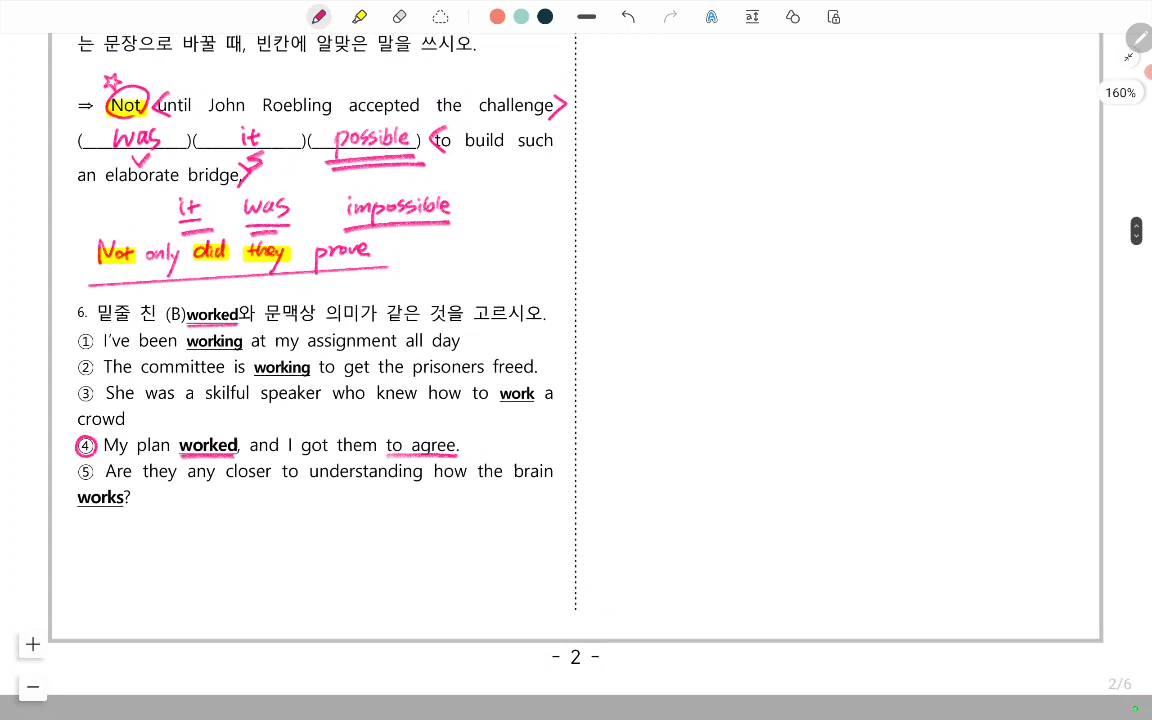 160%
는 문장으로 바꿀 때, 빈칸에 알맞은 말을 쓰시오.
⇒ Not until John Roebling accepted the challenge
( was )( it )( possible ) to build such
an elaborate bridge.
it was impossible
Not only did they prove
6. 밑줄 친 (B)worked와 문맥상 의미가 같은 것을 고르시오.
① I've been working at my assignment all day
② The committee is working to get the prisoners freed.
③ She was a skilful speaker who knew how to work a
crowd
④ My plan worked, and I got them to agree.
⑤ Are they any closer to understanding how the brain
works?
- 2 -
2/6